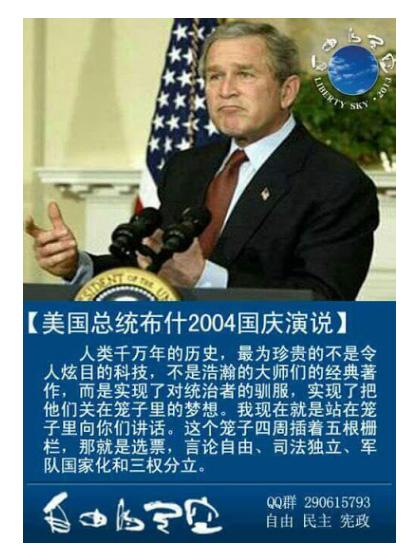 自由的天空
LIBERTY SKY · 2013
SEAL OF THE
【美国总统布什2004国庆演说】
人类千万年的历史，最为珍贵的不是令
人炫目的科技，不是浩瀚的大师们的经典著
作，而是实现了对统治者的驯服，实现了把
他们关在笼子里的梦想。我现在就是站在笼
子里向你们讲话。这个笼子四周插着五根栅
栏，那就是选票，言论自由、司法独立、军
队国家化和三权分立。
自由的天空
QQ群 290615793
自由 民主 宪政